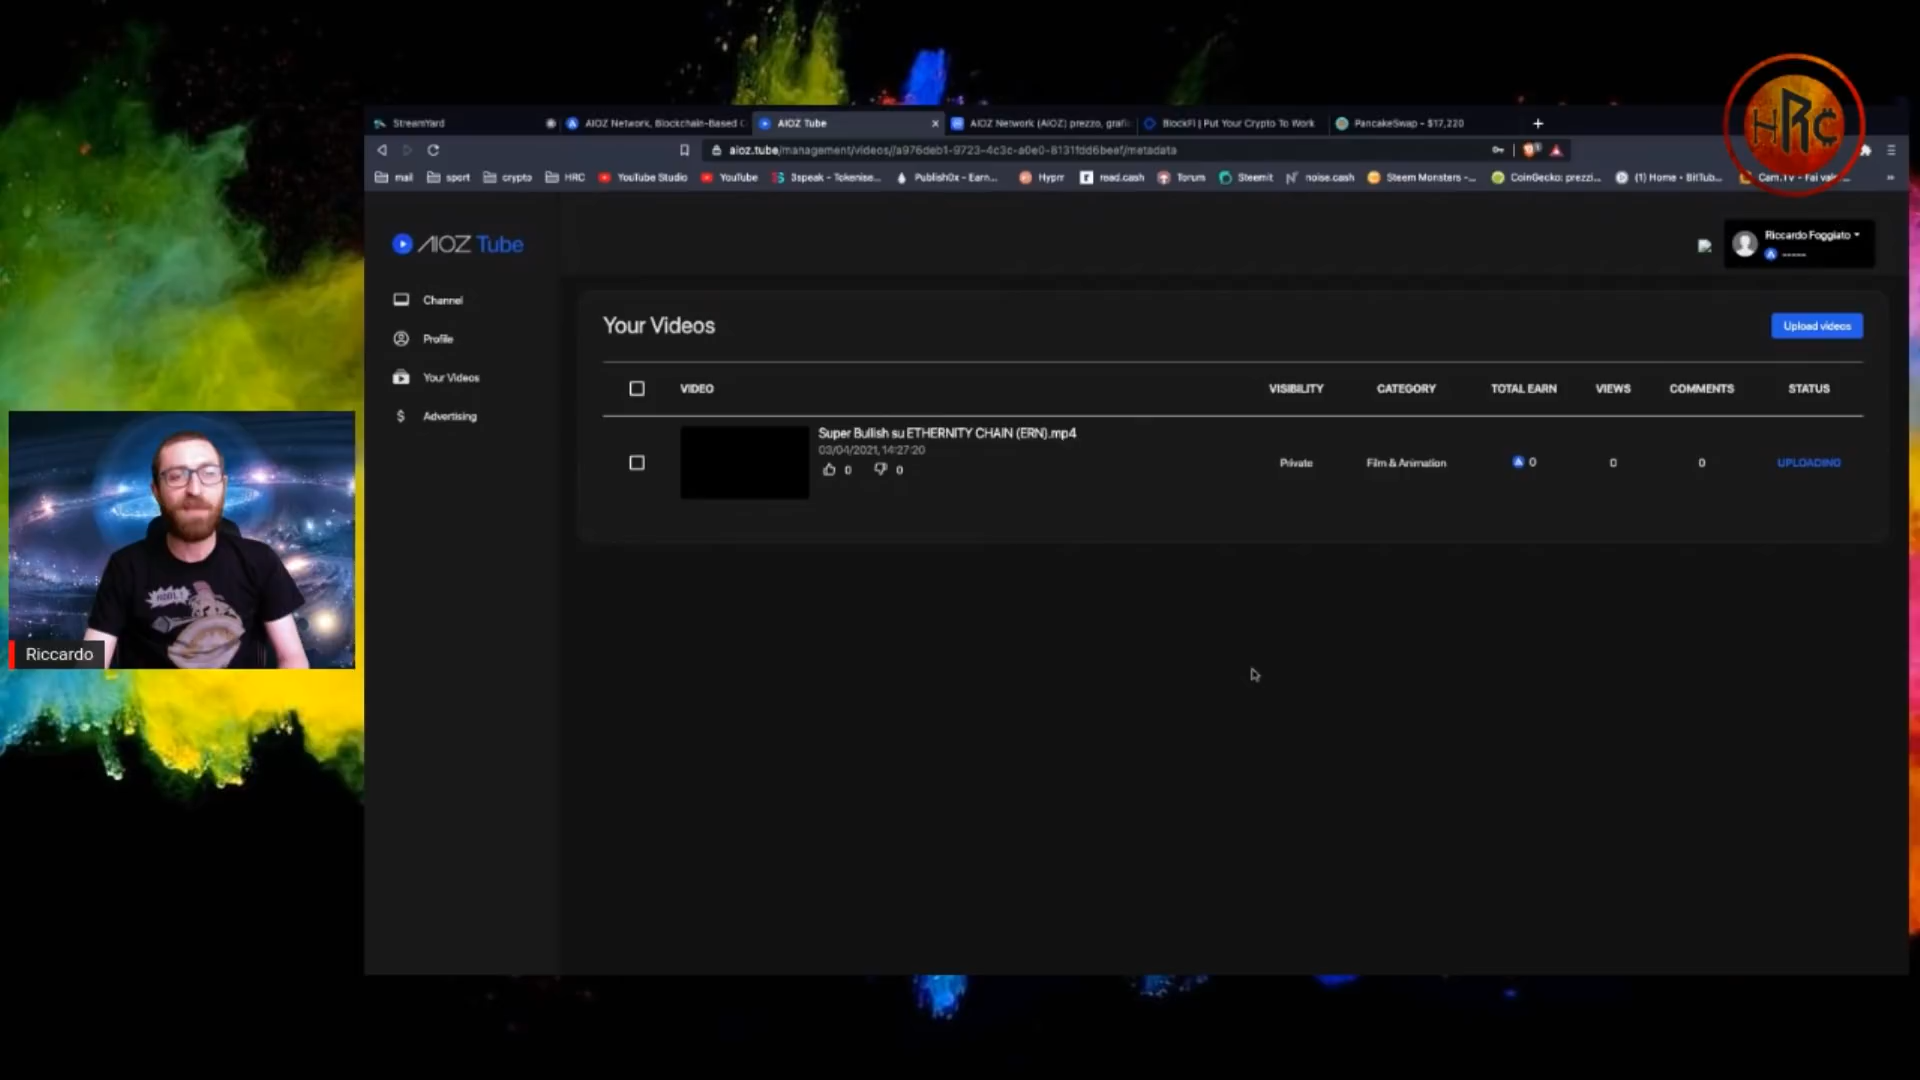 StreamYard
AIOZ Network, Blockchain-Based C
AIOZ Tube
AIOZ Network (AIOZ) prezzo, grafi
BlockFi | Put Your Crypto To Work
PancakeSwap - $17,220
aioz.tube/management/videos//a976deb1-9723-4c3c-a0e0-8131fdd6beef/metadata
mail
sport
crypto
HRC
YouTube Studio
YouTube
3speak - Tokenise...
Publish0x - Earn...
Hyprr
read.cash
Torum
Steemit
noise.cash
Steem Monsters -...
CoinGecko: prezzi...
(1) Home - BitTub...
HRC
AIOZ Tube
Riccardo Foggiato
------
Channel
Profile
Your Videos
Advertising
Your Videos
Upload videos
VIDEO
VISIBILITY
CATEGORY
TOTAL EARN
VIEWS
COMMENTS
STATUS
Super Bullish su ETHERNITY CHAIN (ERN).mp4
03/04/2021, 14:27:20
0
0
Private
Film & Animation
0
0
0
UPLOADING
HODL!
Riccardo